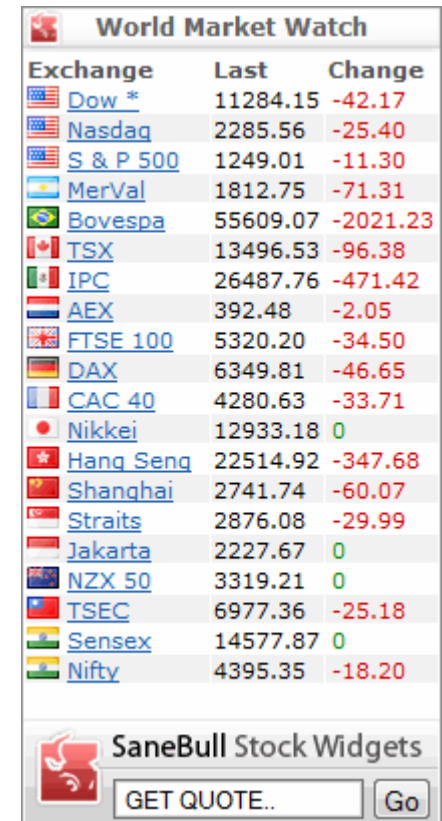 World Market Watch
Exchange Last Change
Dow * 11284.15 -42.17
Nasdaq 2285.56 -25.40
S & P 500 1249.01 -11.30
MerVal 1812.75 -71.31
Bovespa 55609.07 -2021.23
TSX 13496.53 -96.38
IPC 26487.76 -471.42
AEX 392.48 -2.05
FTSE 100 5320.20 -34.50
DAX 6349.81 -46.65
CAC 40 4280.63 -33.71
Nikkei 12933.18 0
Hang Seng 22514.92 -347.68
Shanghai 2741.74 -60.07
Straits 2876.08 -29.99
Jakarta 2227.67 0
NZX 50 3319.21 0
TSEC 6977.36 -25.18
Sensex 14577.87 0
Nifty 4395.35 -18.20
SaneBull Stock Widgets
GET QUOTE.. Go